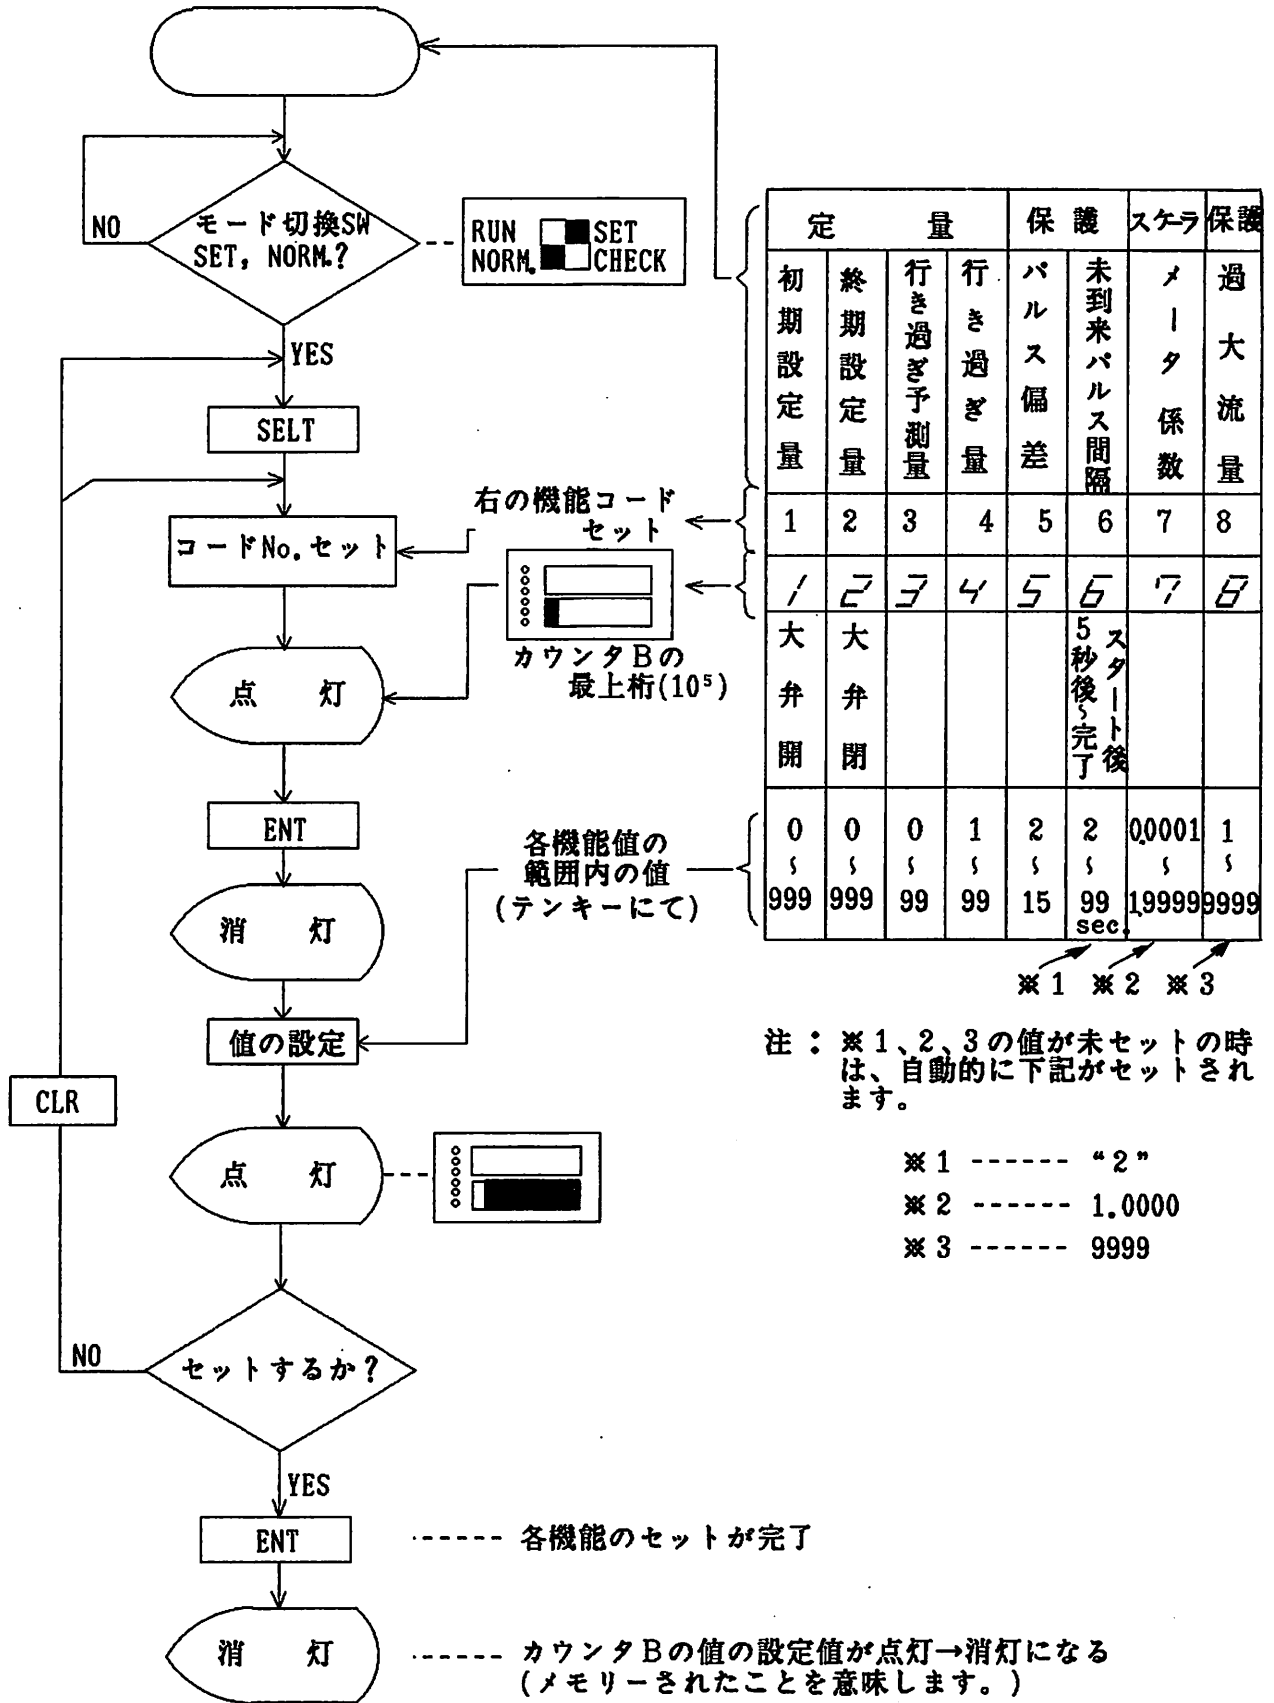 モード切換SW
SET, NORM.?
NO
YES
RUN SET
NORM. CHECK
SELT
コードNo.セット
右の機能コード
セット
カウンタBの
最上桁(10⁵)
点 灯
ENT
消 灯
各機能値の
範囲内の値
(テンキーにて)
値の設定
CLR
点 灯
セットするか?
NO
YES
ENT
------ 各機能のセットが完了
消 灯
------ カウンタBの値の設定値が点灯→消灯になる
(メモリーされたことを意味します。)
定 量 保 護 スケーラ 保護
初期設定量
終期設定量
行き過ぎ予測量
行き過ぎ量
パルス偏差
未到来パルス間隔
メータ係数
過大流量
1 2 3 4 5 6 7 8
1 2 3 4 5 6 7 8
大弁開
大弁閉
スタート後
5秒後~完了
0 0 0 1 2 2 0.0001 1
~ ~ ~ ~ ~ ~ ~ ~
999 999 99 99 15 99 1.9999 9999
sec.
※1 ※2 ※3
注:※1、2、3の値が未セットの時
は、自動的に下記がセットされ
ます。
※1 ------ “2”
※2 ------ 1.0000
※3 ------ 9999